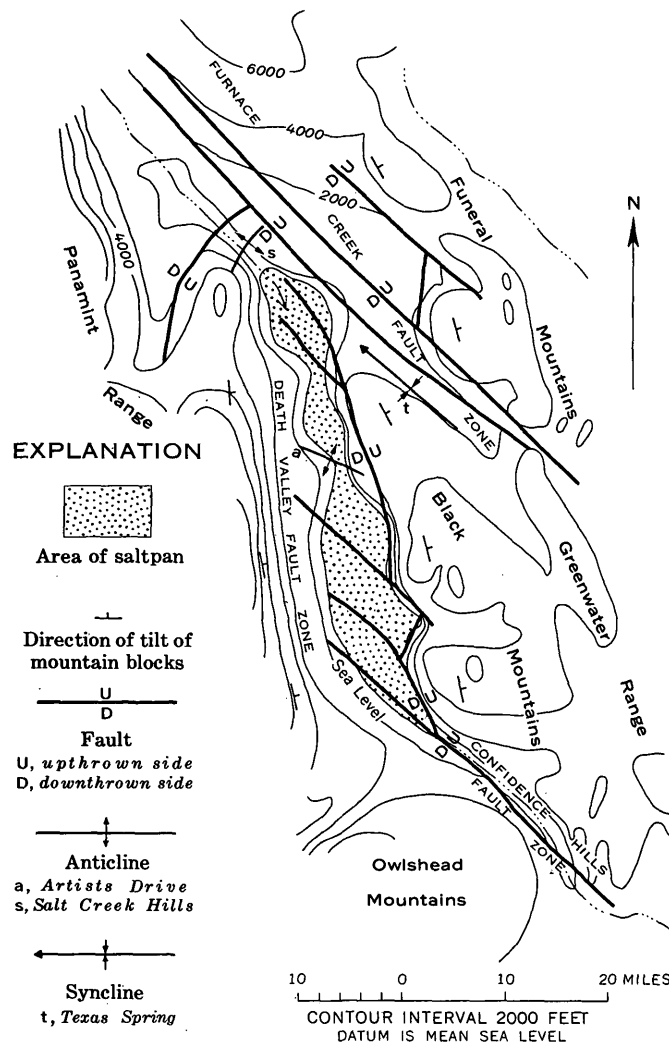 6000
FURNACE
4000
U
D
2000
Funeral
N
4000
D U
D U
s
CREEK
U
D
Panamint
FAULT
Mountains
Range
t
ZONE
EXPLANATION
Area of saltpan
Direction of tilt of
mountain blocks
U
D
Fault
U, upthrown side
D, downthrown side
Anticline
a, Artists Drive
s, Salt Creek Hills
Syncline
t, Texas Spring
DEATH
VALLEY
FAULT
ZONE
a
D U
Black
Mountains
Greenwater
Range
Sea Level
D U
U
D
CONFIDENCE
HILLS
FAULT
ZONE
Owlshead
Mountains
10 0 10 20 MILES
CONTOUR INTERVAL 2000 FEET
DATUM IS MEAN SEA LEVEL